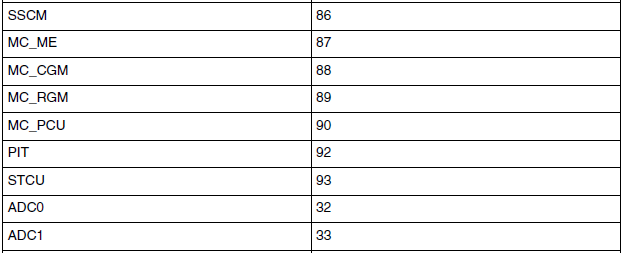 SSCM 86
MC_ME 87
MC_CGM 88
MC_RGM 89
MC_PCU 90
PIT 92
STCU 93
ADC0 32
ADC1 33